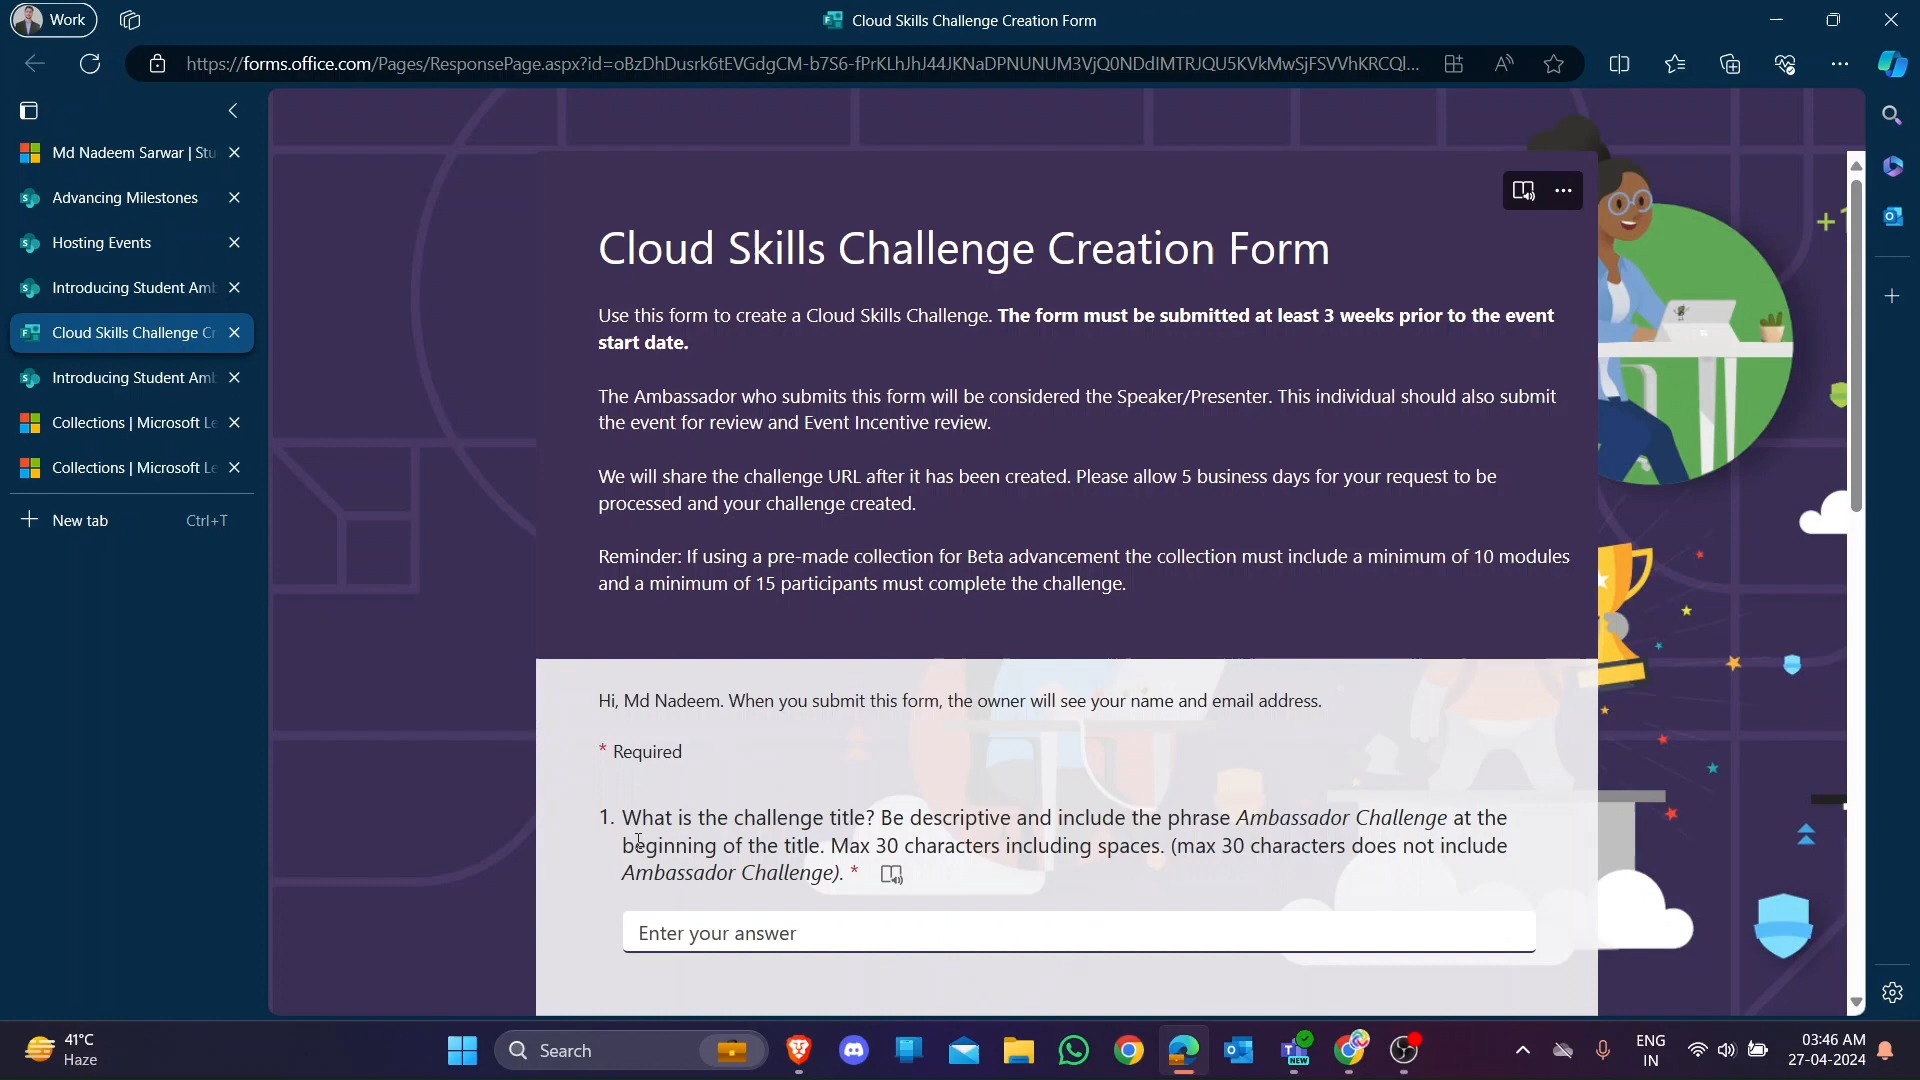 Work
Cloud Skills Challenge Creation Form
https://forms.office.com/Pages/ResponsePage.aspx?id=oBzDhDusrk6tEVGdgCM-b7S6-fPrKLhJhJ44JKNaDPNUNUM3VjQ0NDdIMTRJQU5KVkMwSjFSVVhKRCQl...
Md Nadeem Sarwar | Stu
Advancing Milestones
Hosting Events
Introducing Student Am
Cloud Skills Challenge Cr
Introducing Student Am
Collections | Microsoft Le
Collections | Microsoft Le
New tab Ctrl+T
Cloud Skills Challenge Creation Form
Use this form to create a Cloud Skills Challenge. The form must be submitted at least 3 weeks prior to the event
start date.
The Ambassador who submits this form will be considered the Speaker/Presenter. This individual should also submit
the event for review and Event Incentive review.
We will share the challenge URL after it has been created. Please allow 5 business days for your request to be
processed and your challenge created.
Reminder: If using a pre-made collection for Beta advancement the collection must include a minimum of 10 modules
and a minimum of 15 participants must complete the challenge.
Hi, Md Nadeem. When you submit this form, the owner will see your name and email address.
* Required
1. What is the challenge title? Be descriptive and include the phrase Ambassador Challenge at the
beginning of the title. Max 30 characters including spaces. (max 30 characters does not include
Ambassador Challenge). *
Enter your answer
+1
41°C
Haze
Search
NEW
ENG
IN
03:46 AM
27-04-2024